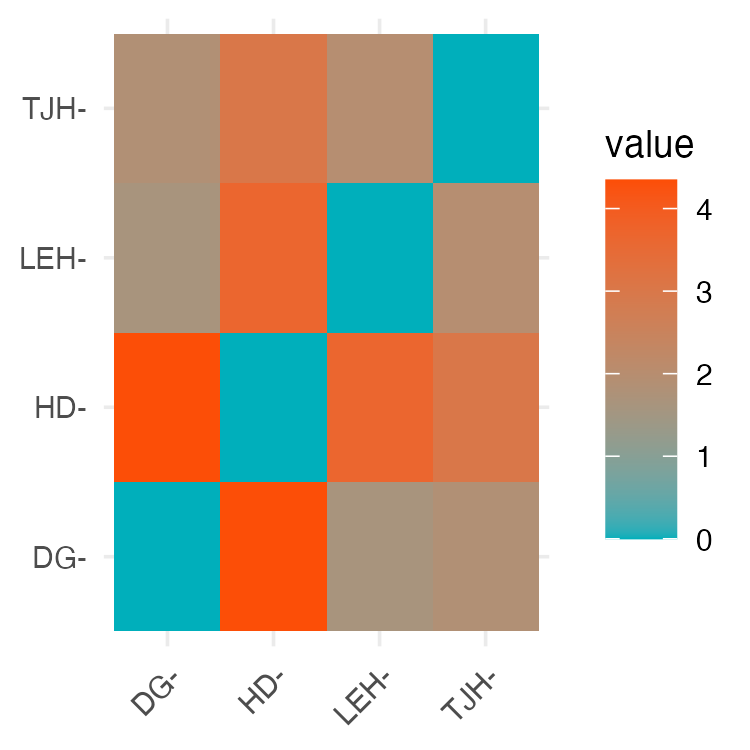 TJH-
LEH-
HD-
DG-
DG-
HD-
LEH-
TJH-
value
4
3
2
1
0